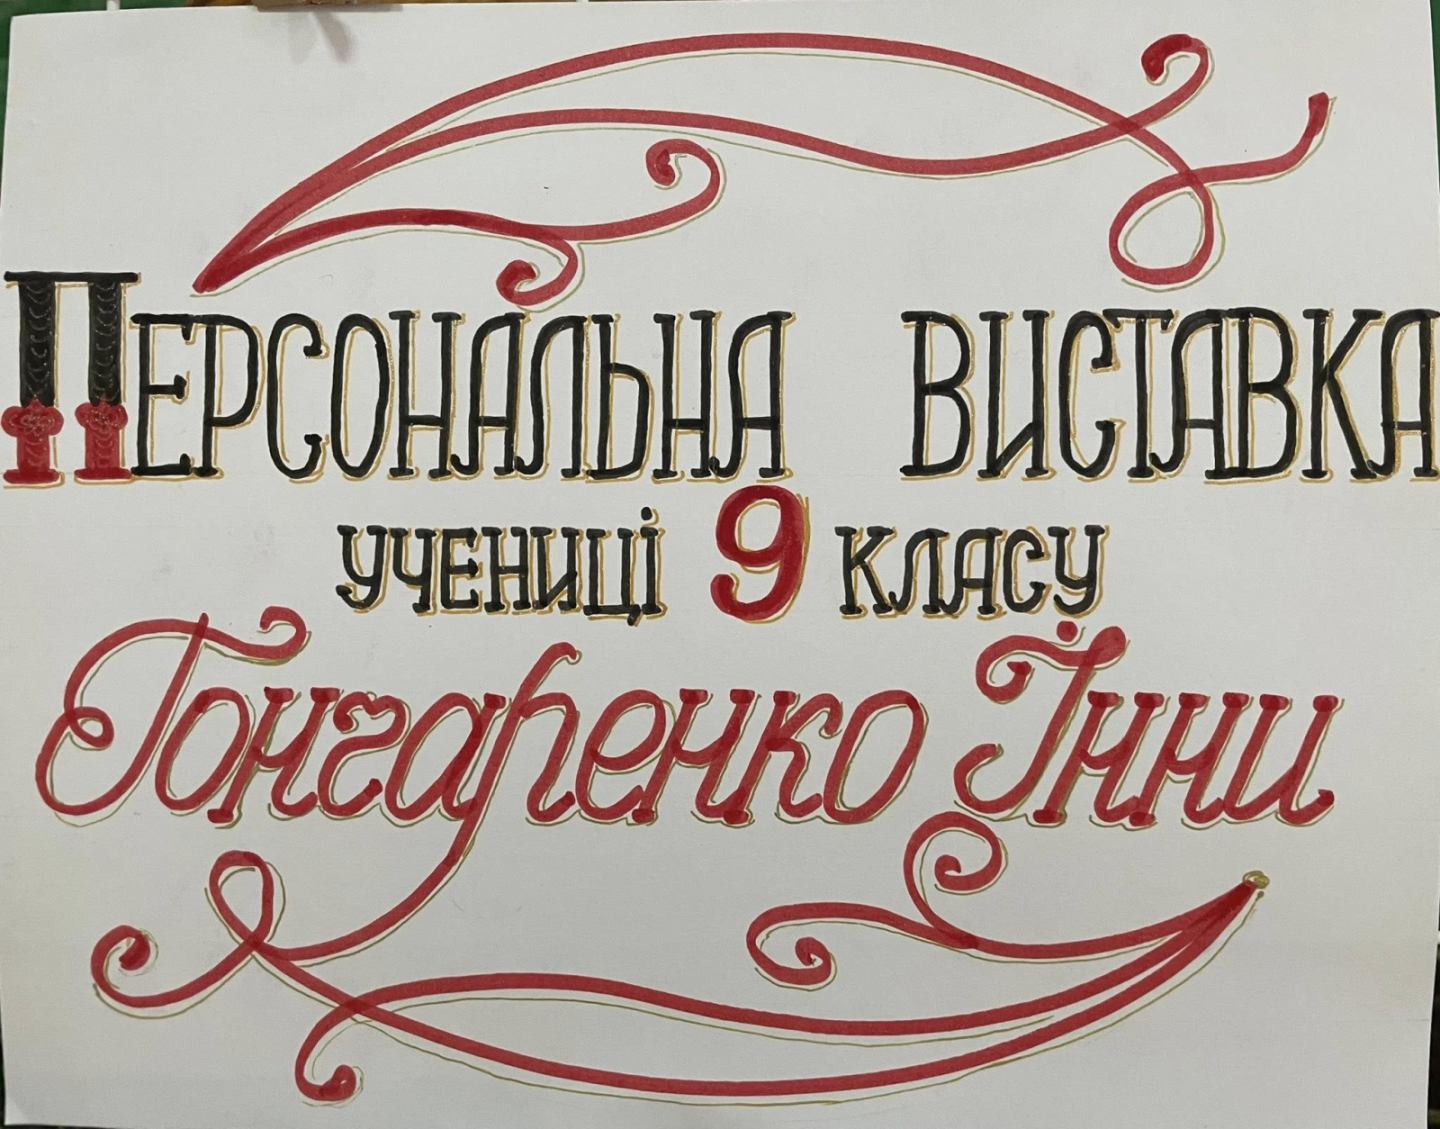 ПЕРСОНАЛЬНА ВИСТАВКА
УЧЕНИЦІ 9 КЛАСУ
Гончаренко Інни